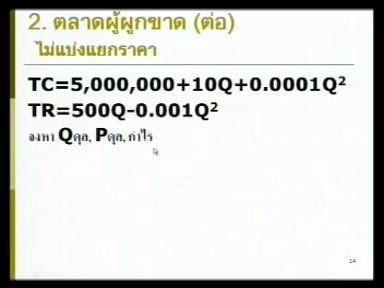 2. ตลาดผู้ผูกขาด (ต่อ)
ไม่แบ่งแยกราคา
TC=5,000,000+10Q+0.0001Q²
TR=500Q-0.001Q²
จงหา Qดุล, Pดุล, กำไร
14